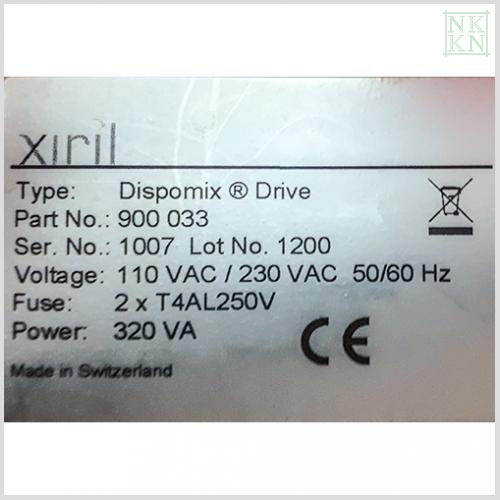 NK
KN
xiril
Type: Dispomix ® Drive
Part No.: 900 033
Ser. No.: 1007 Lot No. 1200
Voltage: 110 VAC / 230 VAC 50/60 Hz
Fuse: 2 x T4AL250V
Power: 320 VA
CE
Made in Switzerland